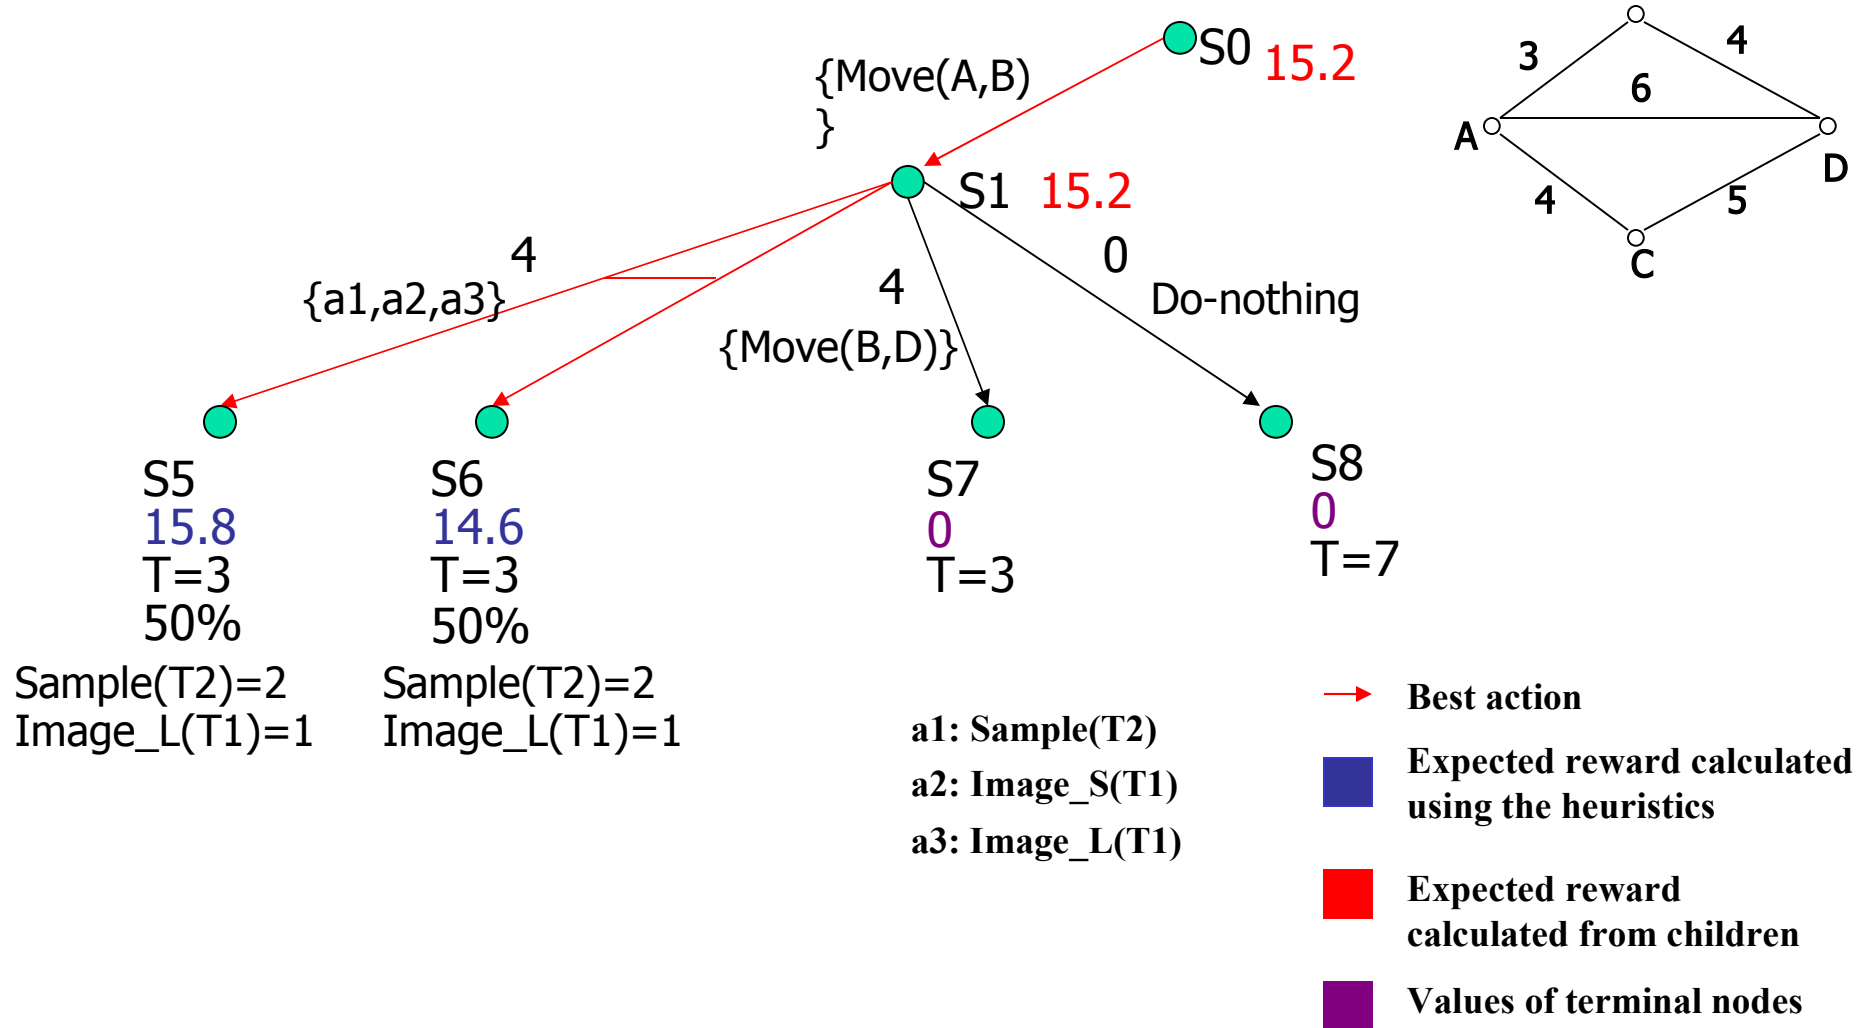 S0 15.2
{Move(A,B)
}
S1 15.2
4
{a1,a2,a3}
4
{Move(B,D)}
0
Do-nothing
3
4
6
A
D
4
5
C
S5
15.8
T=3
50%
Sample(T2)=2
Image_L(T1)=1
S6
14.6
T=3
50%
Sample(T2)=2
Image_L(T1)=1
S7
0
T=3
S8
0
T=7
a1: Sample(T2)
a2: Image_S(T1)
a3: Image_L(T1)
Best action
Expected reward calculated
using the heuristics
Expected reward
calculated from children
Values of terminal nodes